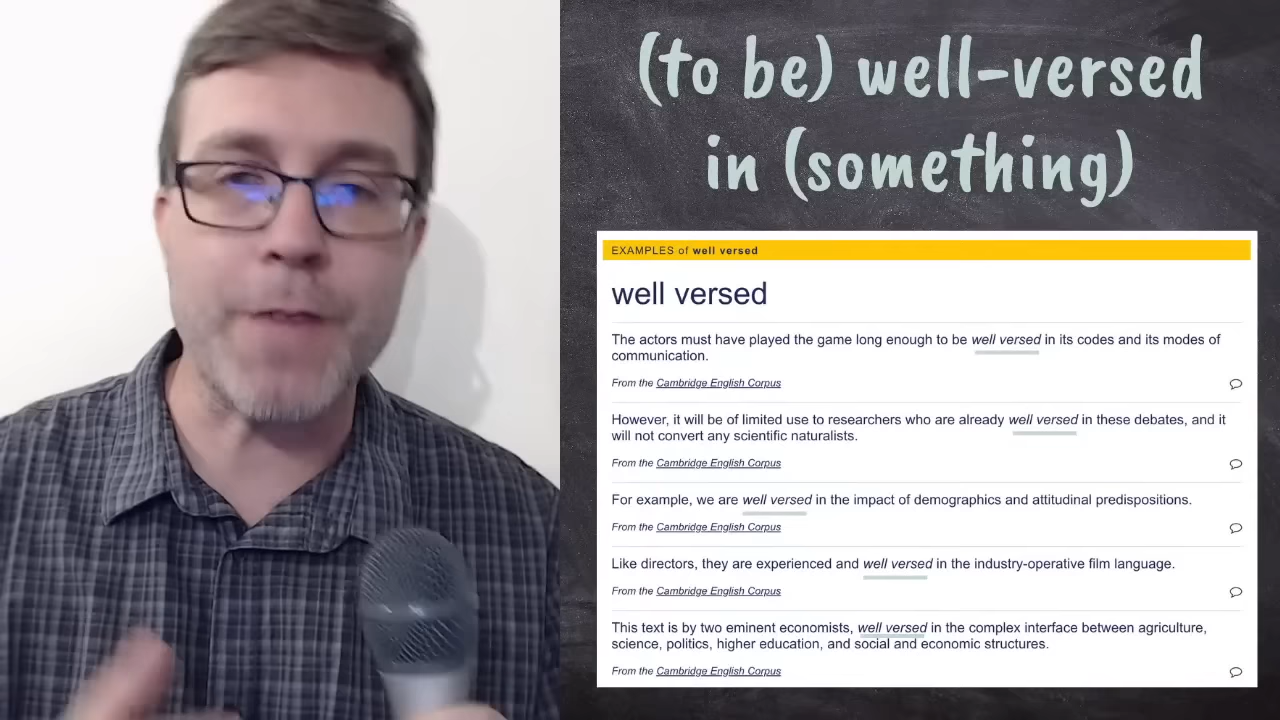 (to be) well-versed
in (something)
EXAMPLES of well versed
well versed
The actors must have played the game long enough to be well versed in its codes and its modes of
communication.
From the Cambridge English Corpus
However, it will be of limited use to researchers who are already well versed in these debates, and it
will not convert any scientific naturalists.
From the Cambridge English Corpus
For example, we are well versed in the impact of demographics and attitudinal predispositions.
From the Cambridge English Corpus
Like directors, they are experienced and well versed in the industry-operative film language.
From the Cambridge English Corpus
This text is by two eminent economists, well versed in the complex interface between agriculture,
science, politics, higher education, and social and economic structures.
From the Cambridge English Corpus